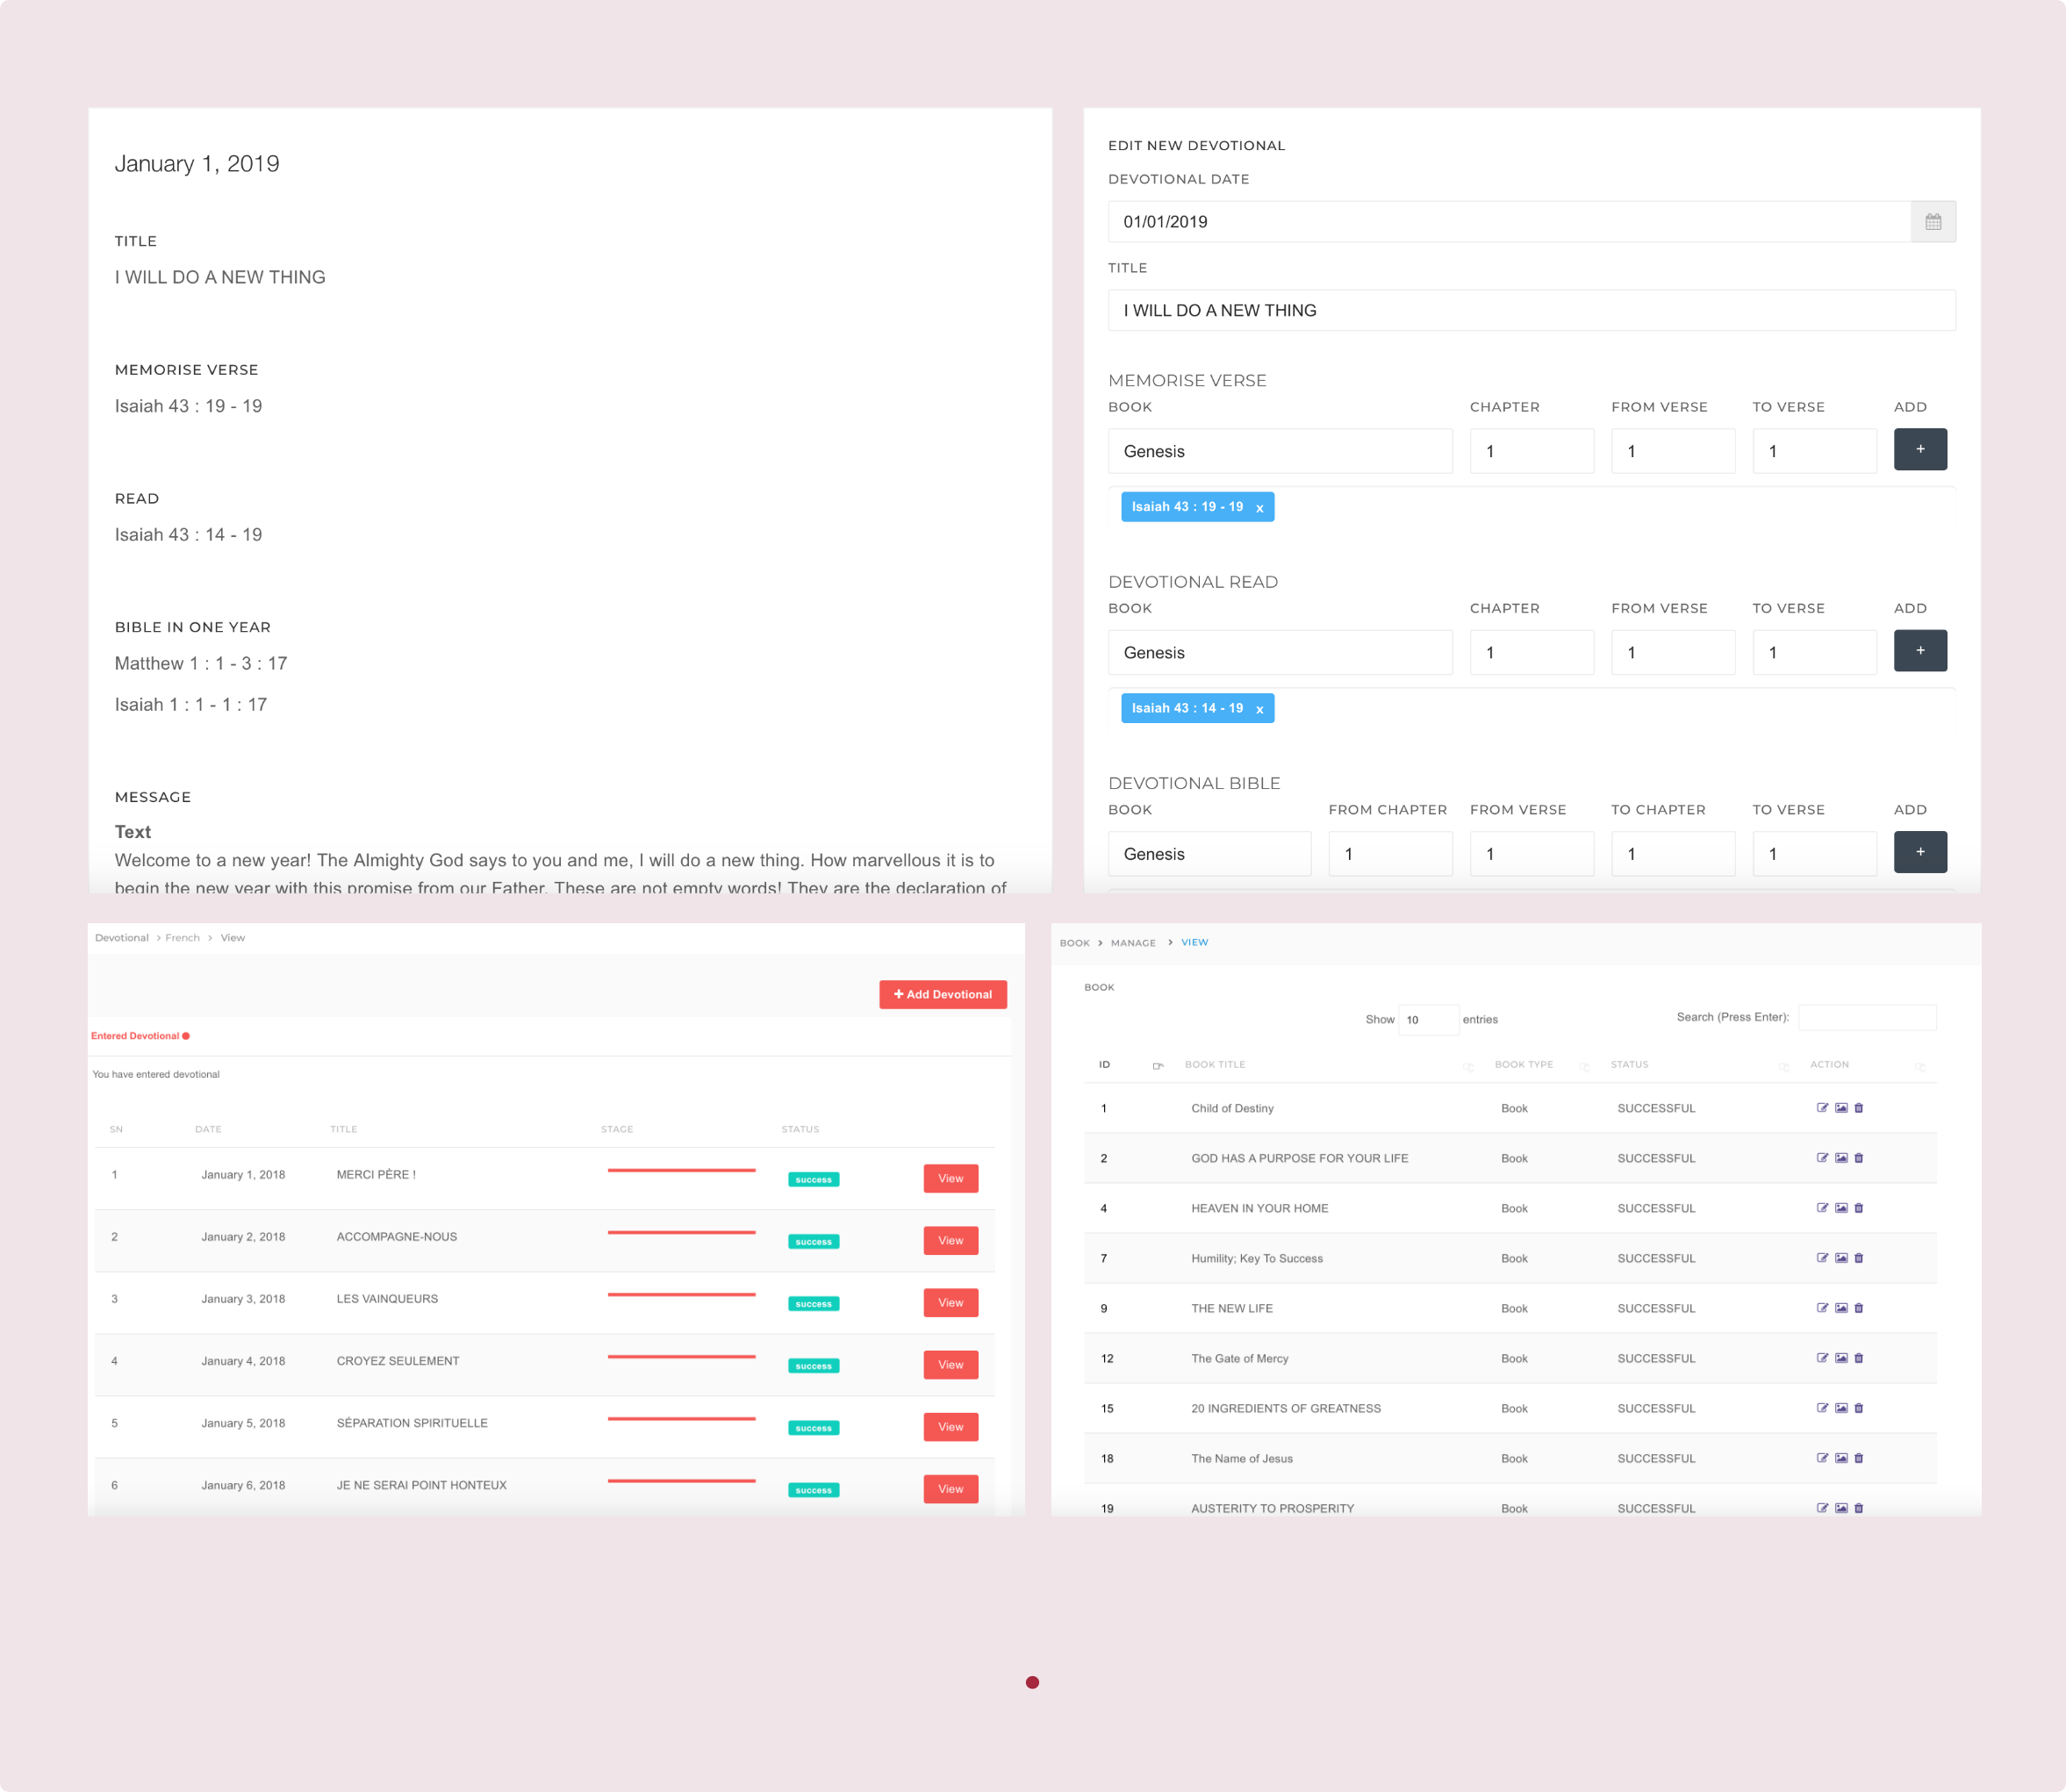 January 1, 2019
TITLE
I WILL DO A NEW THING
MEMORISE VERSE
Isaiah 43 : 19 - 19
READ
Isaiah 43 : 14 - 19
BIBLE IN ONE YEAR
Matthew 1 : 1 - 3 : 17
Isaiah 1 : 1 - 1 : 17
MESSAGE
Text
Welcome to a new year! The Almighty God says to you and me, I will do a new thing. How marvellous it is to
begin the new year with this promise from our Father. These are not empty words! They are the declaration of
EDIT NEW DEVOTIONAL
DEVOTIONAL DATE
01/01/2019
TITLE
I WILL DO A NEW THING
MEMORISE VERSE
BOOK CHAPTER FROM VERSE TO VERSE ADD
Genesis 1 1 1 +
Isaiah 43 : 19 - 19 x
DEVOTIONAL READ
BOOK CHAPTER FROM VERSE TO VERSE ADD
Genesis 1 1 1 +
Isaiah 43 : 14 - 19 x
DEVOTIONAL BIBLE
BOOK FROM CHAPTER FROM VERSE TO CHAPTER TO VERSE ADD
Genesis 1 1 1 1 +
Devotional > French > View
+ Add Devotional
Entered Devotional
You have entered devotional
SN DATE TITLE STAGE STATUS
1 January 1, 2018 MERCI PÈRE ! success View
2 January 2, 2018 ACCOMPAGNE-NOUS success View
3 January 3, 2018 LES VAINQUEURS success View
4 January 4, 2018 CROYEZ SEULEMENT success View
5 January 5, 2018 SÉPARATION SPIRITUELLE success View
6 January 6, 2018 JE NE SERAI POINT HONTEUX success View
BOOK > MANAGE > VIEW
BOOK
Show 10 entries Search (Press Enter):
ID BOOK TITLE BOOK TYPE STATUS ACTION
1 Child of Destiny Book SUCCESSFUL
2 GOD HAS A PURPOSE FOR YOUR LIFE Book SUCCESSFUL
4 HEAVEN IN YOUR HOME Book SUCCESSFUL
7 Humility; Key To Success Book SUCCESSFUL
9 THE NEW LIFE Book SUCCESSFUL
12 The Gate of Mercy Book SUCCESSFUL
15 20 INGREDIENTS OF GREATNESS Book SUCCESSFUL
18 The Name of Jesus Book SUCCESSFUL
19 AUSTERITY TO PROSPERITY Book SUCCESSFUL